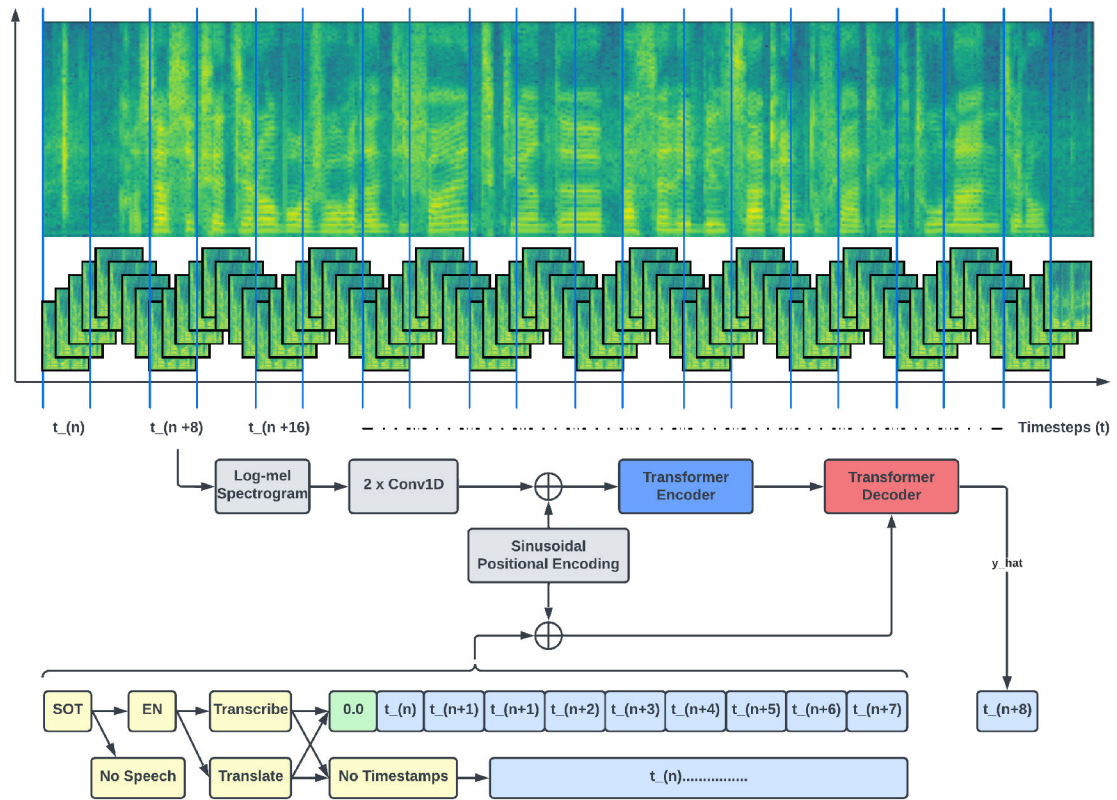 t_(n)
t_(n +8)
t_(n +16)
Timesteps (t)
Log-mel
Spectrogram
2 x Conv1D
Transformer
Encoder
Transformer
Decoder
Sinusoidal
Positional Encoding
y_hat
SOT
EN
Transcribe
0.0
t_(n)
t_(n+1)
t_(n+1)
t_(n+2)
t_(n+3)
t_(n+4)
t_(n+5)
t_(n+6)
t_(n+7)
t_(n+8)
No Speech
Translate
No Timestamps
t_(n)................